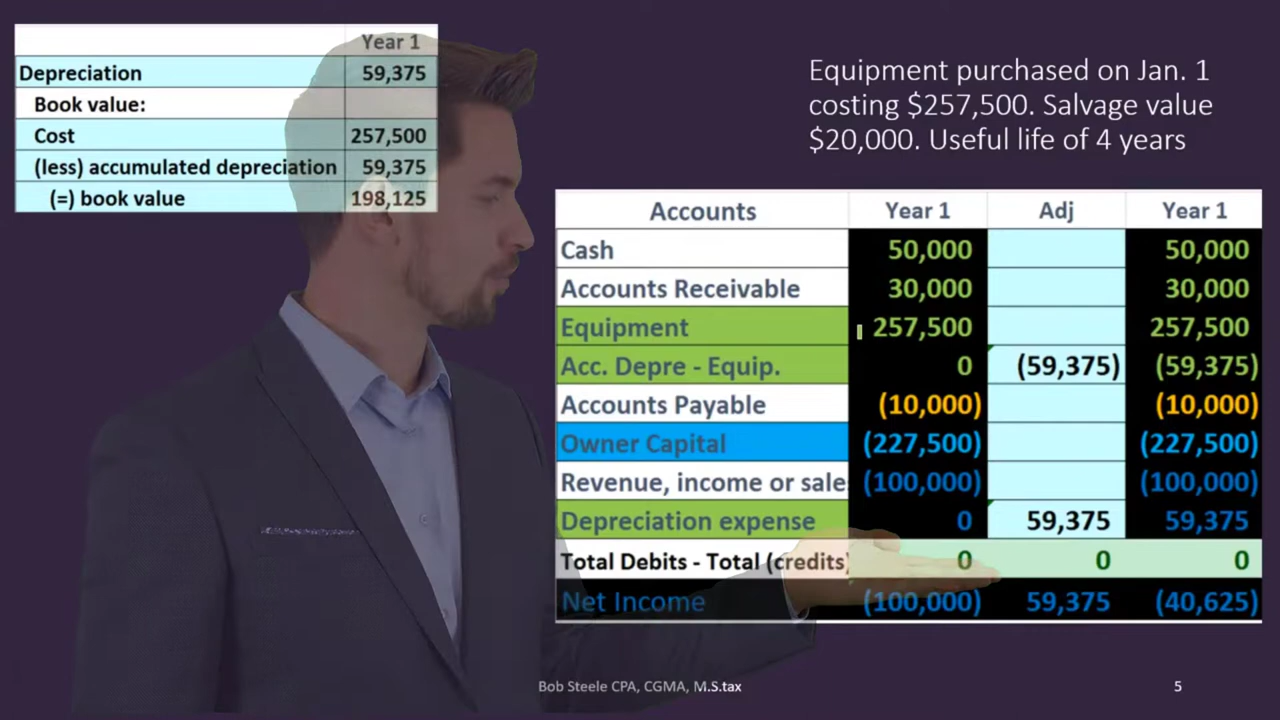 Year 1
Depreciation 59,375
Book value:
Cost 257,500
(less) accumulated depreciation 59,375
(=) book value 198,125
Equipment purchased on Jan. 1
costing $257,500. Salvage value
$20,000. Useful life of 4 years
Accounts Year 1 Adj Year 1
Cash 50,000 50,000
Accounts Receivable 30,000 30,000
Equipment 257,500 257,500
Acc. Depre - Equip. 0 (59,375) (59,375)
Accounts Payable (10,000) (10,000)
Owner Capital (227,500) (227,500)
Revenue, income or sale (100,000) (100,000)
Depreciation expense 0 59,375 59,375
Total Debits - Total (credits) 0 0 0
Net Income (100,000) 59,375 (40,625)
Bob Steele CPA, CGMA, M.S.tax
5